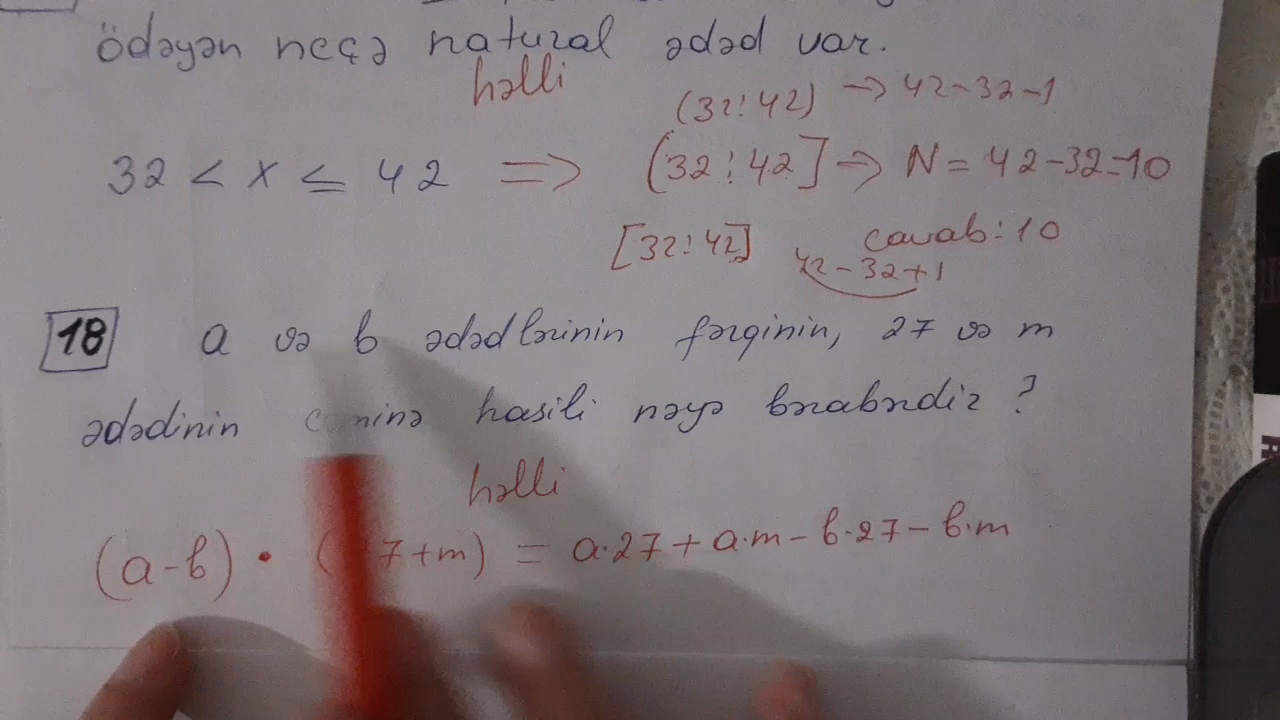 ödəyən neçə natural ədəd var.
həlli
(32;42) → 42-32-1
32 < x ≤ 42 => (32;42] => N = 42-32=10
[32;42] 42-32+1
cavab: 10
18 a və b ədədlərinin fərqinin, 27 və m
ədədinin cəminə hasili nəyə bərabərdir?
həlli
(a-b) • (27+m) = a·27+a·m-b·27-b·m